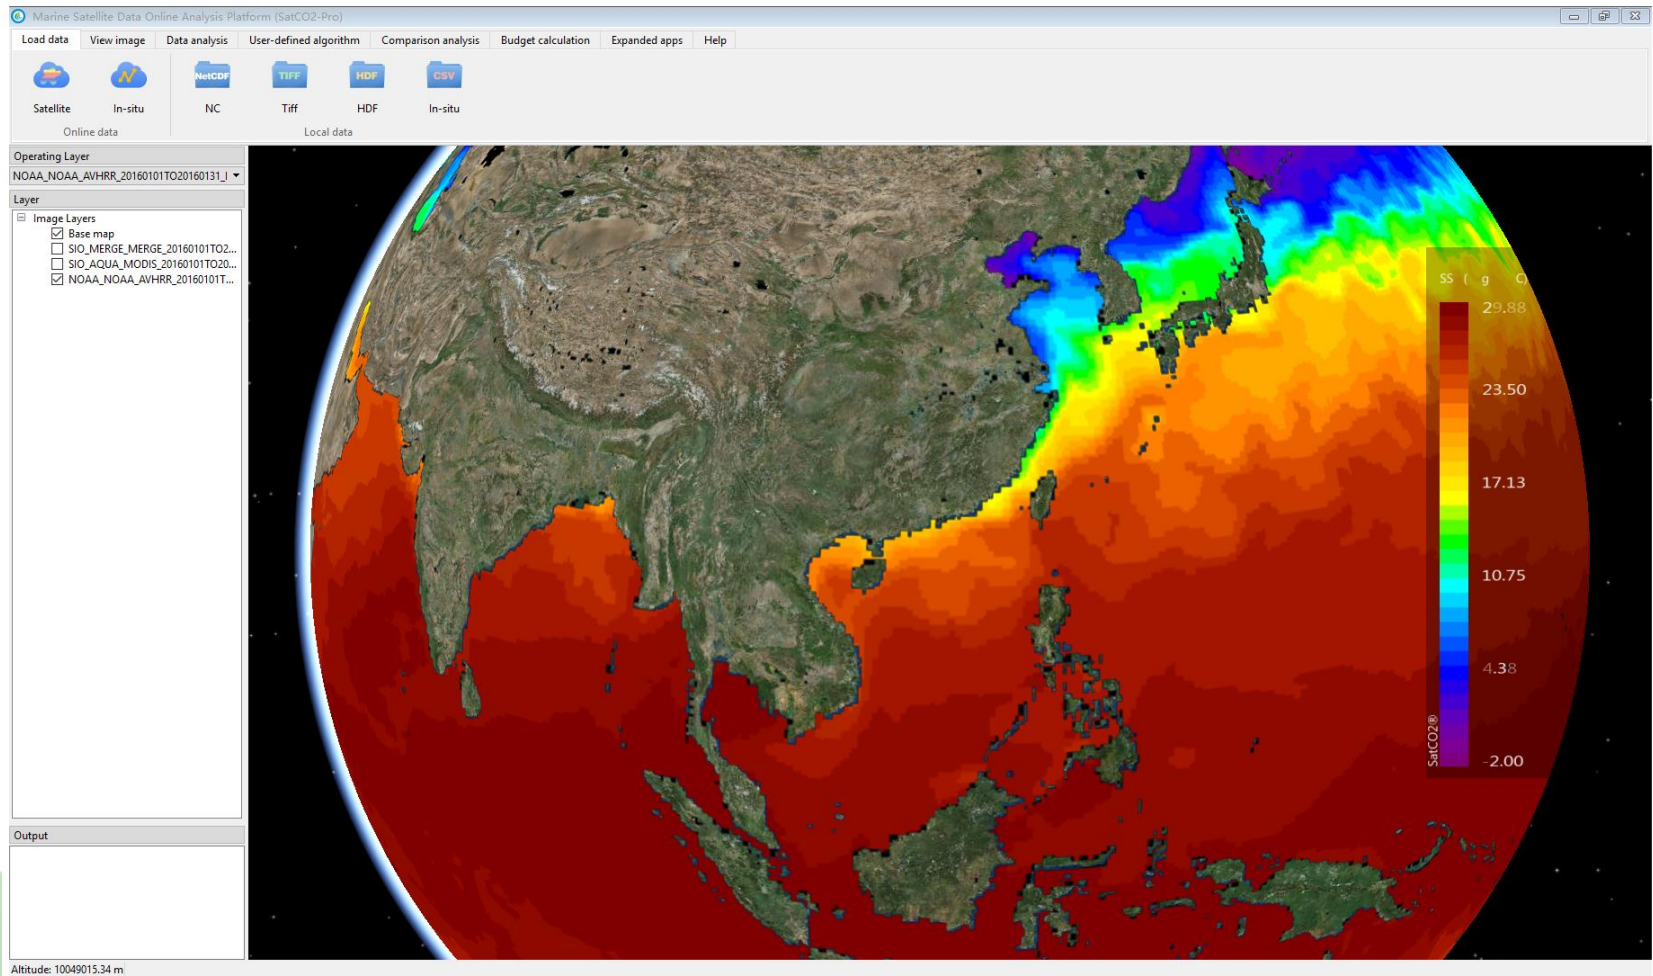 Marine Satellite Data Online Analysis Platform (SatCO2-Pro)
Load data View image Data analysis User-defined algorithm Comparison analysis Budget calculation Expanded apps Help
NetCDF TIFF HDF CSV
Satellite In-situ NC Tiff HDF In-situ
Online data Local data
Operating Layer
NOAA_NOAA_AVHRR_20160101TO20160131_I
Layer
Image Layers
Base map
SIO_MERGE_MERGE_20160101TO2...
SIO_AQUA_MODIS_20160101TO20...
NOAA_NOAA_AVHRR_20160101T...
SS ( g C)
29.88
23.50
17.13
10.75
4.38
-2.00
SatCO2®
Output
Altitude: 10049015.34 m